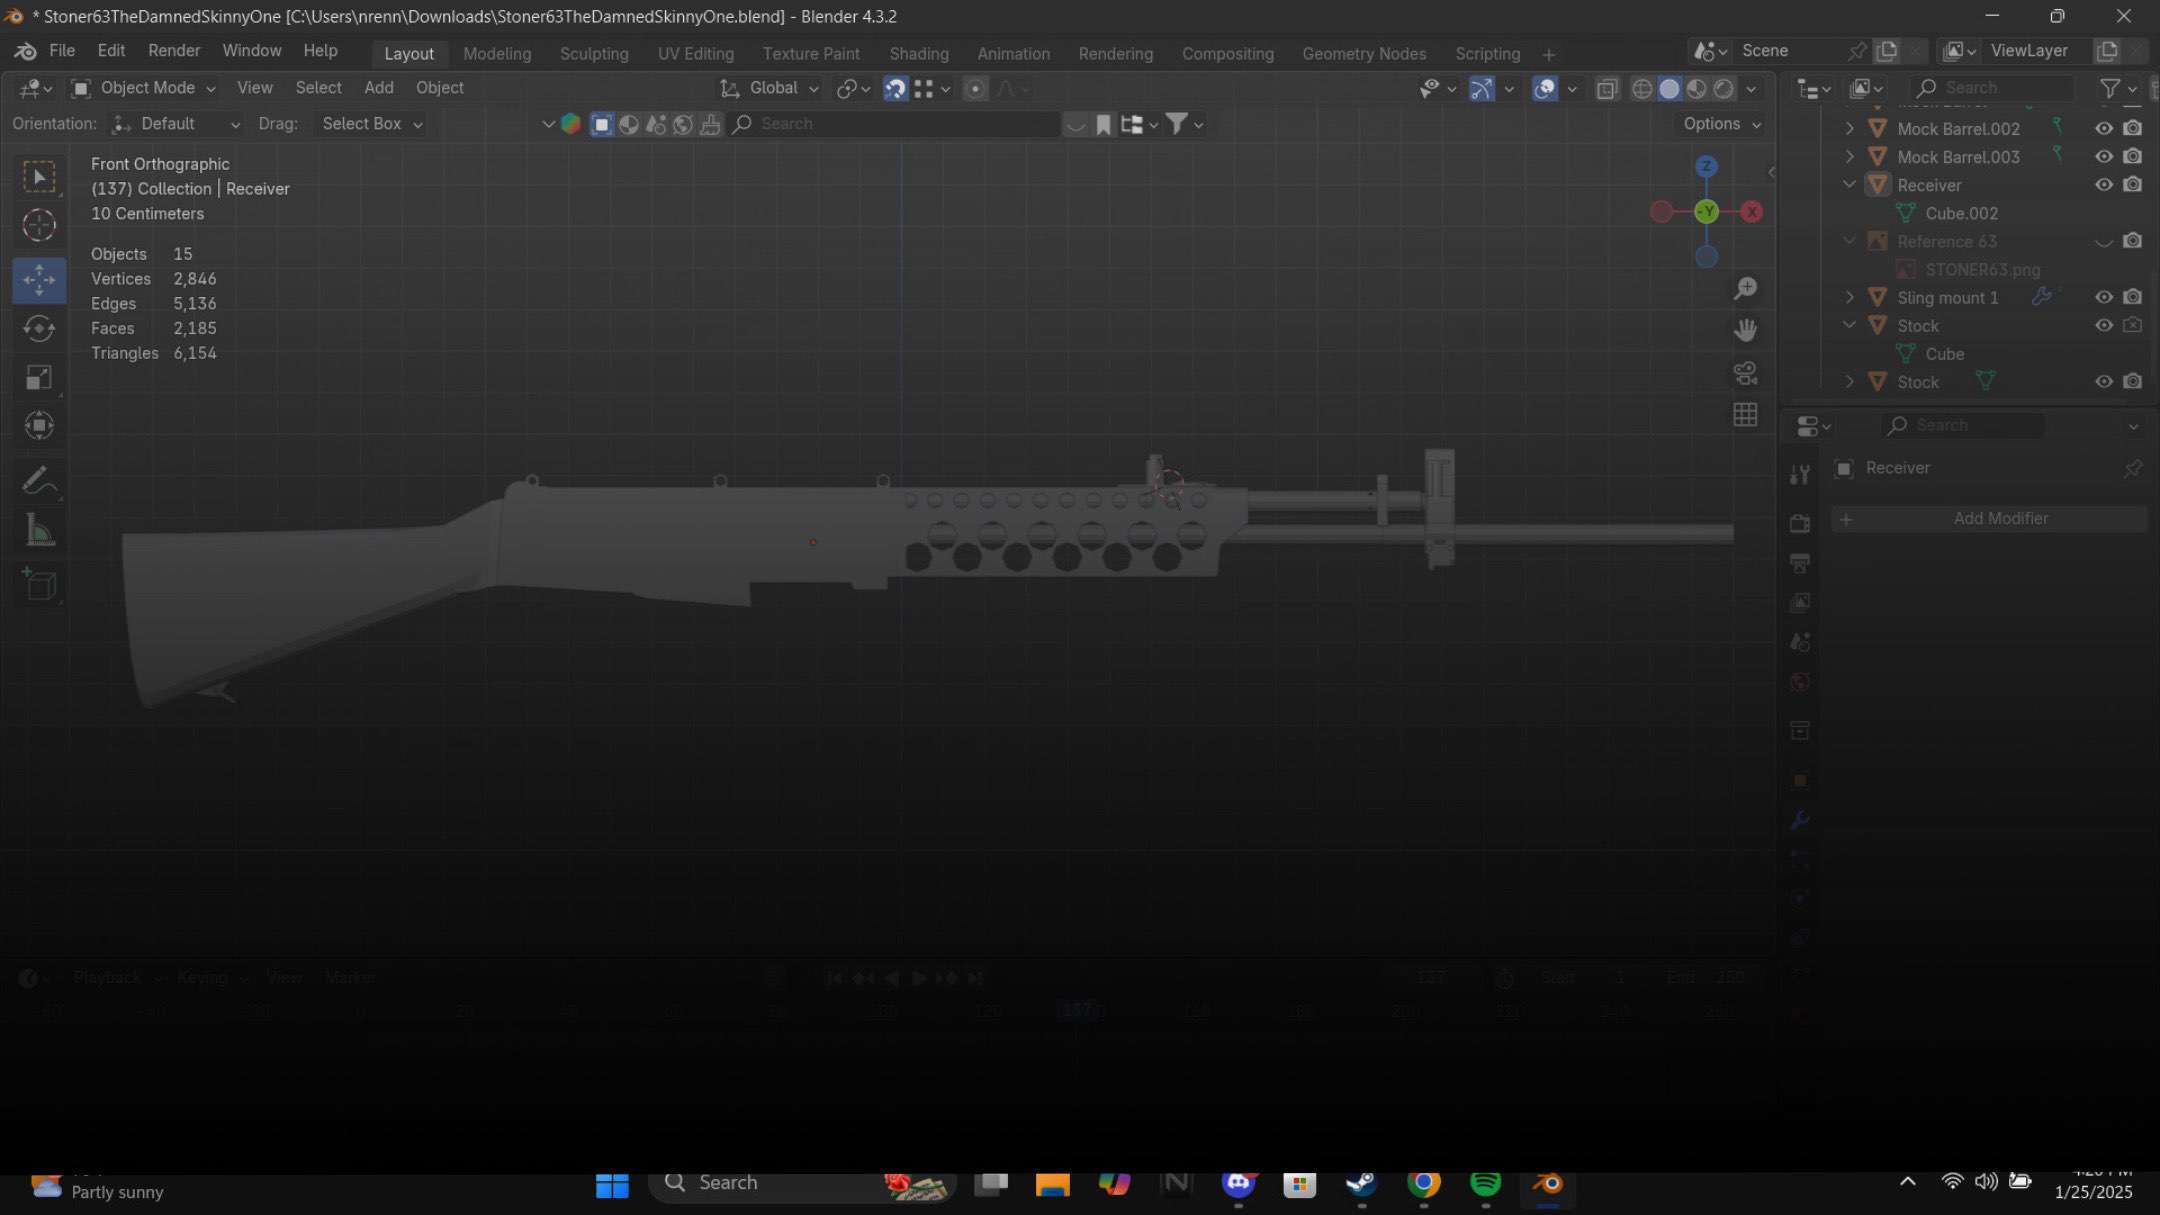 * Stoner63TheDamnedSkinnyOne [C:\Users\nrenn\Downloads\Stoner63TheDamnedSkinnyOne.blend] - Blender 4.3.2
File Edit Render Window Help Layout Modeling Sculpting UV Editing Texture Paint Shading Animation Rendering Compositing Geometry Nodes Scripting + Scene ViewLayer
Object Mode View Select Add Object Global Search
Orientation: Default Drag: Select Box Search Options
Mock Barrel
Mock Barrel.002
Mock Barrel.003
Receiver
Cube.002
Reference 63
STONER63.png
Sling mount 1
Stock
Cube
Stock
Front Orthographic
(137) Collection | Receiver
10 Centimeters
Objects 15
Vertices 2,846
Edges 5,136
Faces 2,185
Triangles 6,154
Z
-Y X
Search
Receiver
+ Add Modifier
Playback Keying View Marker 137 Start 1 End 250
-60 -40 -20 0 20 40 60 80 100 120 137 160 180 200 220 240 260
Partly sunny
Search
1/25/2025